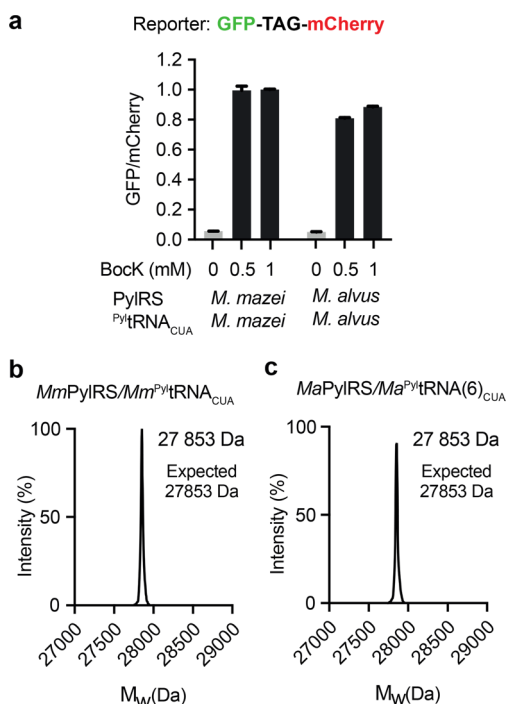 a
Reporter: GFP-TAG-mCherry
GFP/mCherry
1.2
1.0
0.8
0.6
0.4
0.2
0.0
BocK (mM) 0 0.5 1 0 0.5 1
PylRS M. mazei M. alvus
PyltRNACUA M. mazei M. alvus
b
MmPylRS/MmPyltRNACUA
Intensity (%)
100
50
0
27 853 Da
Expected
27853 Da
27000 27500 28000 28500 29000
MW(Da)
c
MaPylRS/MaPyltRNA(6)CUA
Intensity (%)
100
50
0
27 853 Da
Expected
27853 Da
27000 27500 28000 28500 29000
MW(Da)